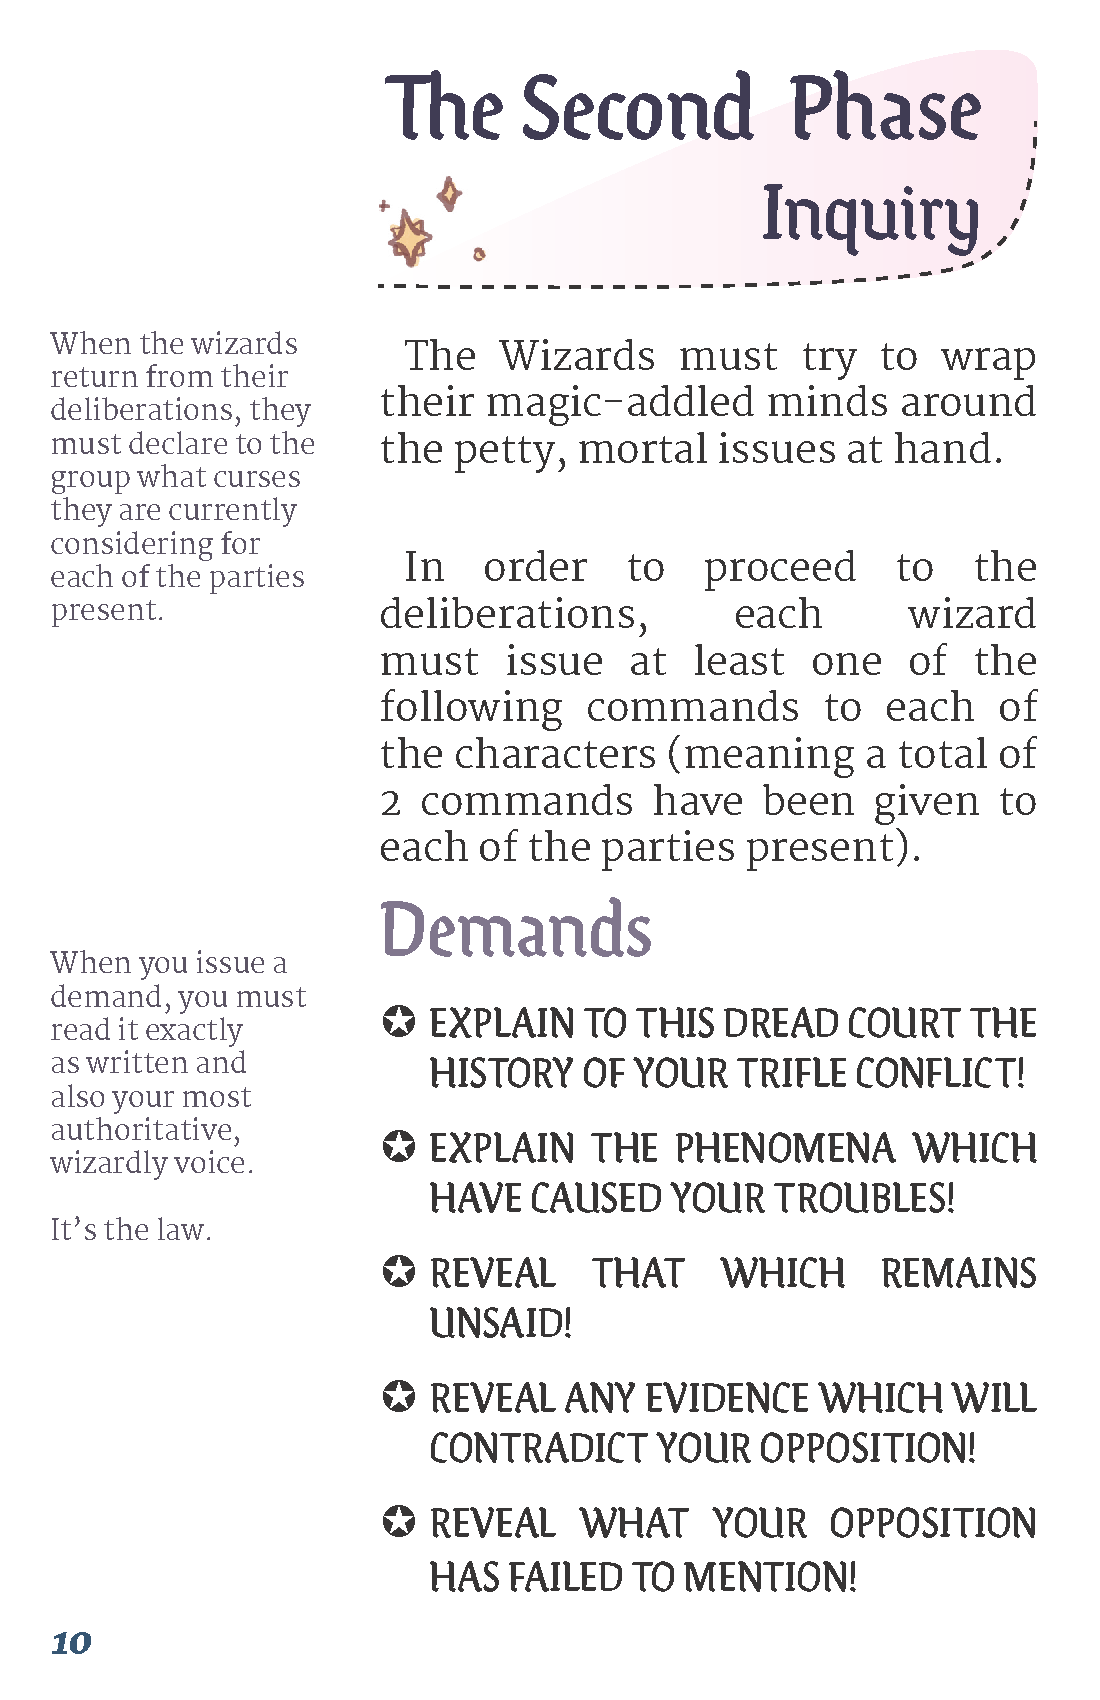 The Second Phase
Inquiry
When the wizards
return from their
deliberations, they
must declare to the
group what curses
they are currently
considering for
each of the parties
present.
The Wizards must try to wrap
their magic-addled minds around
the petty, mortal issues at hand.
In order to proceed to the
deliberations, each wizard
must issue at least one of the
following commands to each of
the characters (meaning a total of
2 commands have been given to
each of the parties present).
Demands
When you issue a
demand, you must
read it exactly
as written and
also your most
authoritative,
wizardly voice.
It's the law.
✪ EXPLAIN TO THIS DREAD COURT THE
HISTORY OF YOUR TRIFLE CONFLICT!
✪ EXPLAIN THE PHENOMENA WHICH
HAVE CAUSED YOUR TROUBLES!
✪ REVEAL THAT WHICH REMAINS
UNSAID!
✪ REVEAL ANY EVIDENCE WHICH WILL
CONTRADICT YOUR OPPOSITION!
✪ REVEAL WHAT YOUR OPPOSITION
HAS FAILED TO MENTION!
10